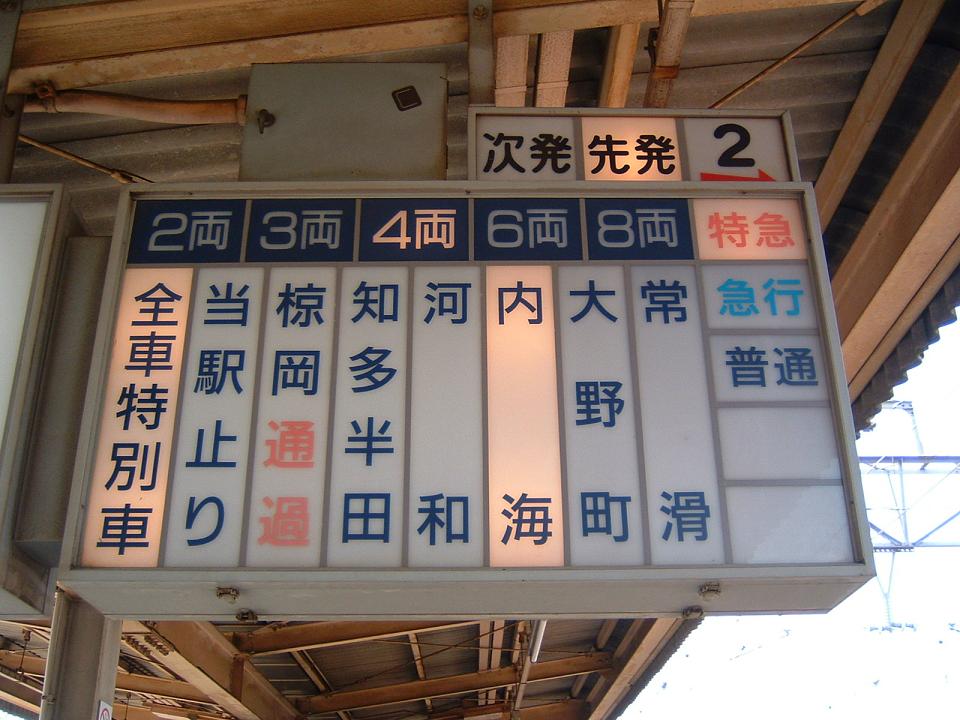 次発 先発 2
2両 3両 4両 6両 8両 特急
急行
普通
常滑
大野町
内海
河和
知多半田
椋岡通過
当駅止り
全車特別車